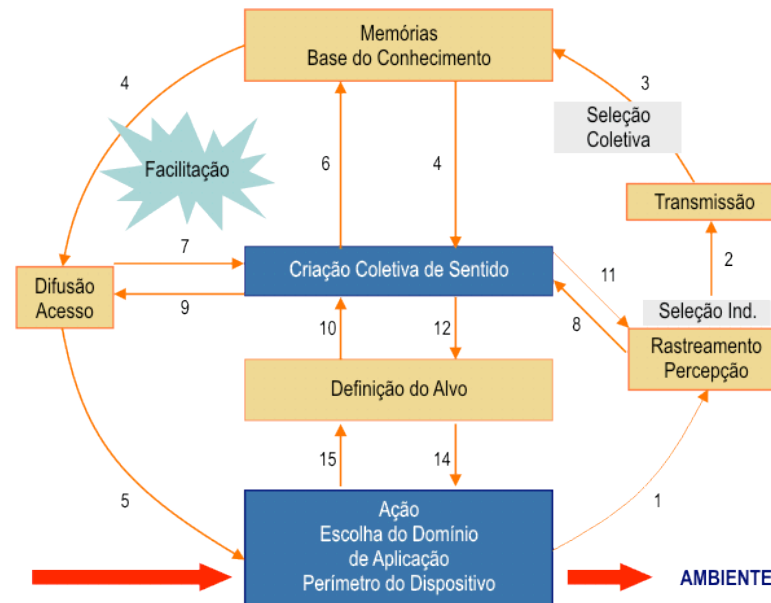 Memórias
Base do Conhecimento
4
3
Seleção
Coletiva
Facilitação
6
4
Transmissão
7
Criação Coletiva de Sentido
11
2
Difusão
Acesso
9
10
12
8
Seleção Ind.
Rastreamento
Percepção
Definição do Alvo
15
14
5
1
Ação
Escolha do Domínio
de Aplicação
Perímetro do Dispositivo
AMBIENTE